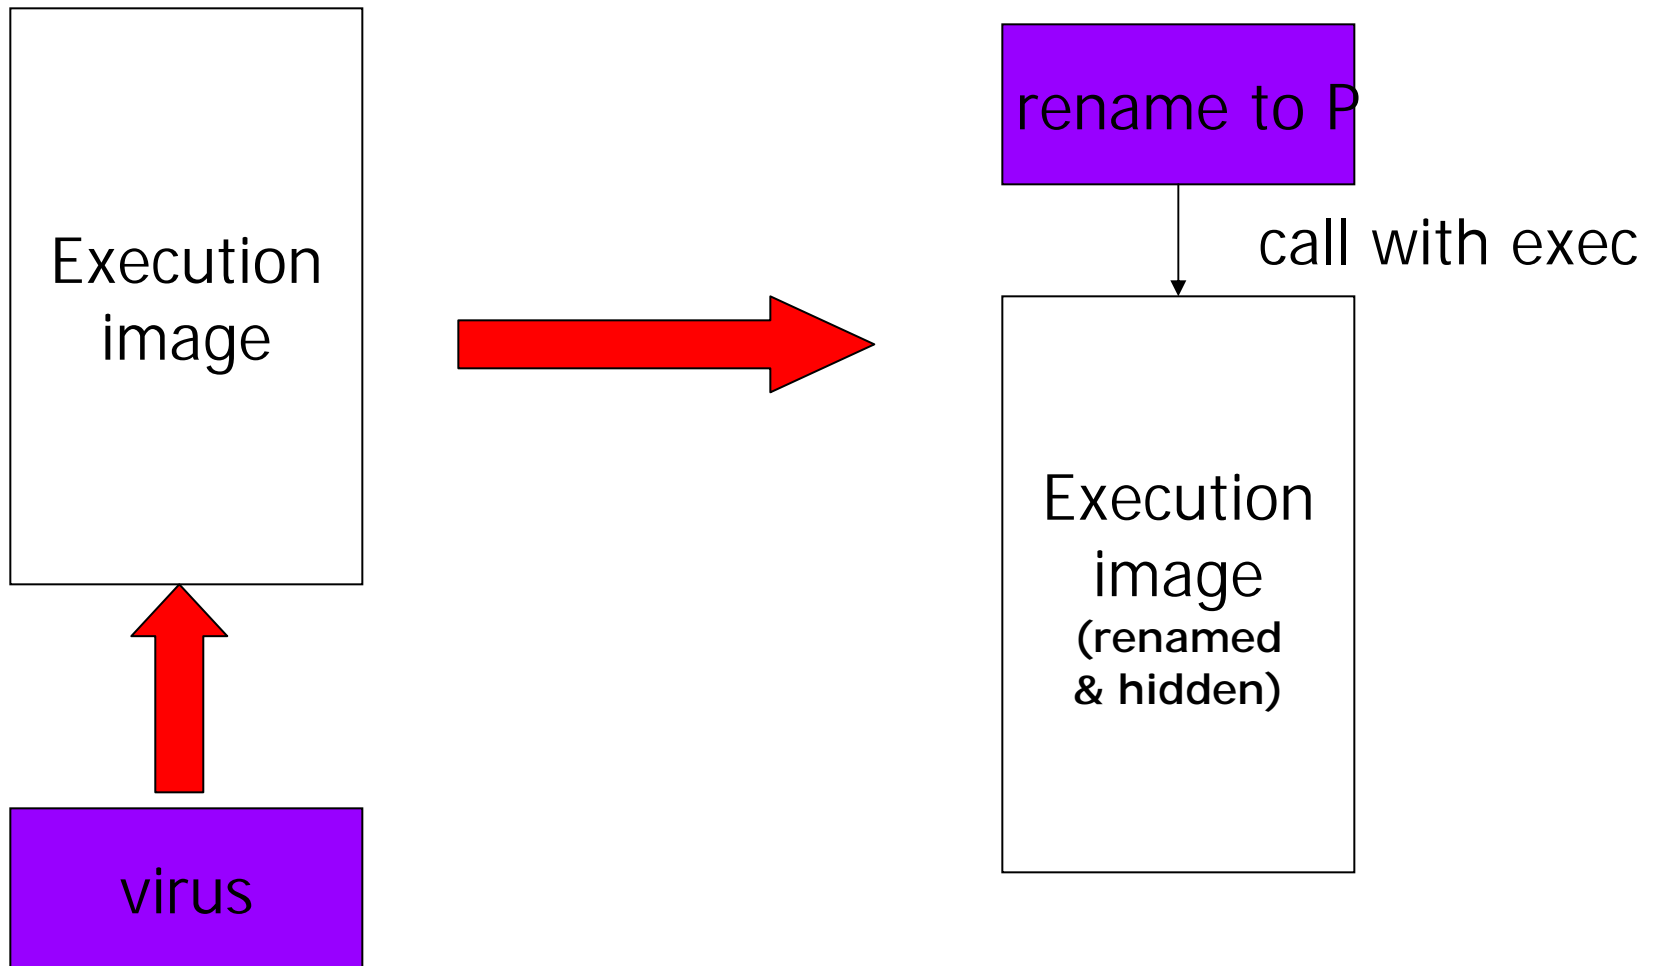 Execution
image
virus
rename to P
call with exec
Execution
image
(renamed
& hidden)